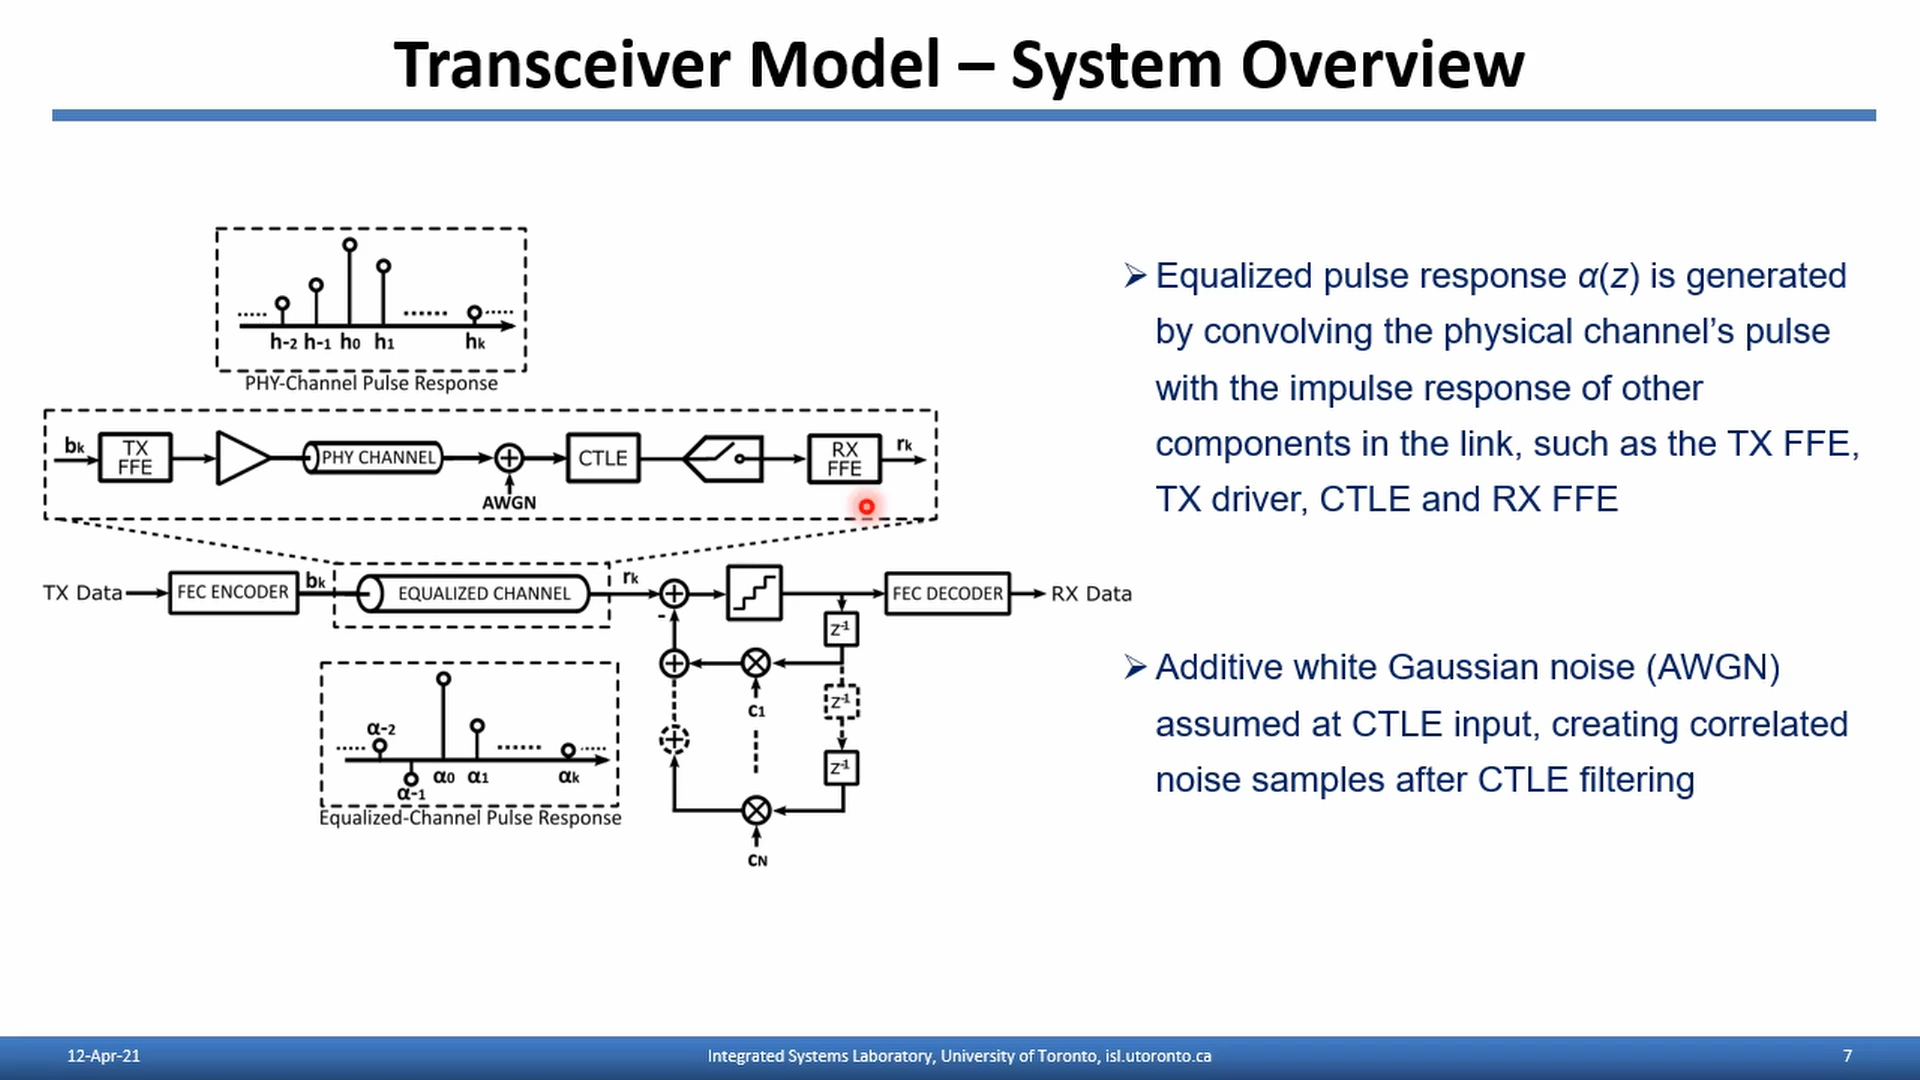 Transceiver Model – System Overview
h-2 h-1 h0 h1 hk
PHY-Channel Pulse Response
bk
TX
FFE
PHY CHANNEL
AWGN
CTLE
RX
FFE
rk
TX Data
FEC ENCODER
bk
EQUALIZED CHANNEL
rk
-
FEC DECODER
RX Data
z-1
c1
z-1
z-1
cN
α-2
α-1
α0 α1 αk
Equalized-Channel Pulse Response
➢ Equalized pulse response α(z) is generated
by convolving the physical channel’s pulse
with the impulse response of other
components in the link, such as the TX FFE,
TX driver, CTLE and RX FFE
➢ Additive white Gaussian noise (AWGN)
assumed at CTLE input, creating correlated
noise samples after CTLE filtering
12-Apr-21
Integrated Systems Laboratory, University of Toronto, isl.utoronto.ca
7